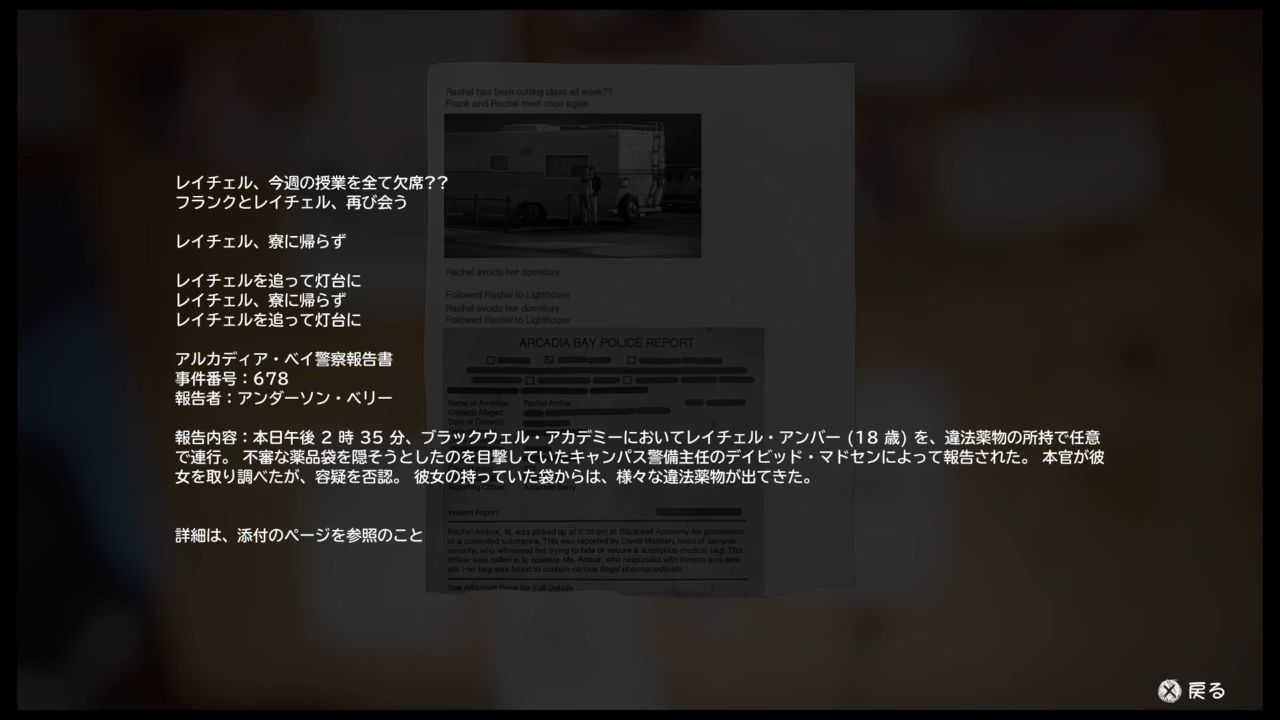 Rachel has been cutting class all week??
Frank and Rachel meet once again
レイチェル、今週の授業を全て欠席??
フランクとレイチェル、再び会う
レイチェル、寮に帰らず
レイチェルを追って灯台に
レイチェル、寮に帰らず
レイチェルを追って灯台に
アルカディア・ベイ警察報告書
事件番号：678
報告者：アンダーソン・ベリー
報告内容：本日午後 2 時 35 分、ブラックウェル・アカデミーにおいてレイチェル・アンバー (18 歳) を、違法薬物の所持で任意
で連行。 不審な薬品袋を隠そうとしたのを目撃していたキャンパス警備主任のデイビッド・マドセンによって報告された。 本官が彼
女を取り調べたが、容疑を否認。 彼女の持っていた袋からは、様々な違法薬物が出てきた。
詳細は、添付のページを参照のこと
Rachel avoids her dormitory
Followed Rachel to Lighthouse
Rachel avoids her dormitory
Followed Rachel to Lighthouse
ARCADIA BAY POLICE REPORT
Name of Arrestee: Rachel Amber
Crime(s) Alleged:
Date of Crime(s)
Reporting Officer: Anderson Berry
Incident Report:
Rachel Amber, 18, was picked up at 2:35 pm at Blackwell Academy for possession
of a controlled substance. This was reported by David Madsen, head of campus
security, who witnessed her trying to hide or secure a suspicious medical bag. This
officer was called in to question Ms. Amber, who responded with threats and deni-
als. Her bag was found to contain various illegal pharmaceuticals.
See Attached Page for Full Details
戻る